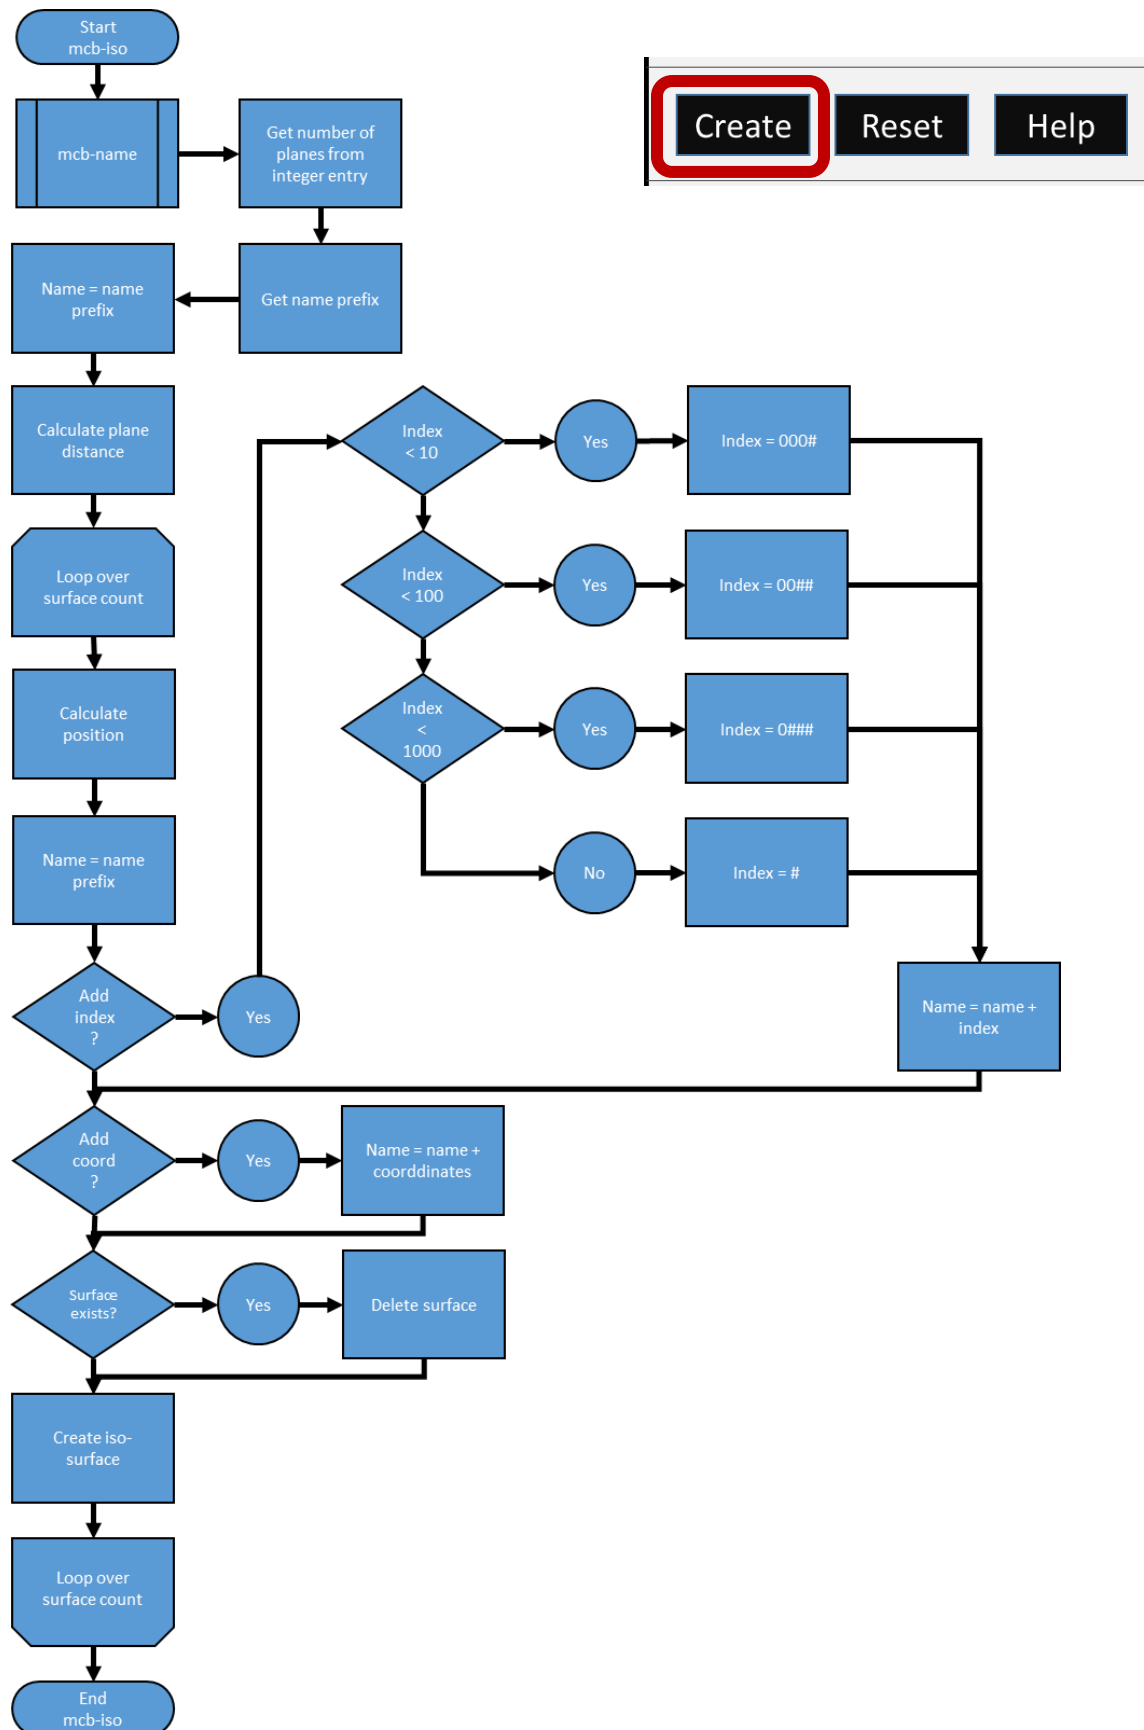 Start
mcb-iso
mcb-name
Get number of
planes from
integer entry
Create
Reset
Help
Name = name
prefix
Get name prefix
Calculate plane
distance
Index
< 10
Yes
Index = 000#
Loop over
surface count
Index
< 100
Yes
Index = 00##
Calculate
position
Index
<
1000
Yes
Index = 0###
Name = name
prefix
No
Index = #
Add
index
?
Yes
Name = name +
index
Add
coord
?
Yes
Name = name +
coorddinates
Surface
exists?
Yes
Delete surface
Create iso-
surface
Loop over
surface count
End
mcb-iso